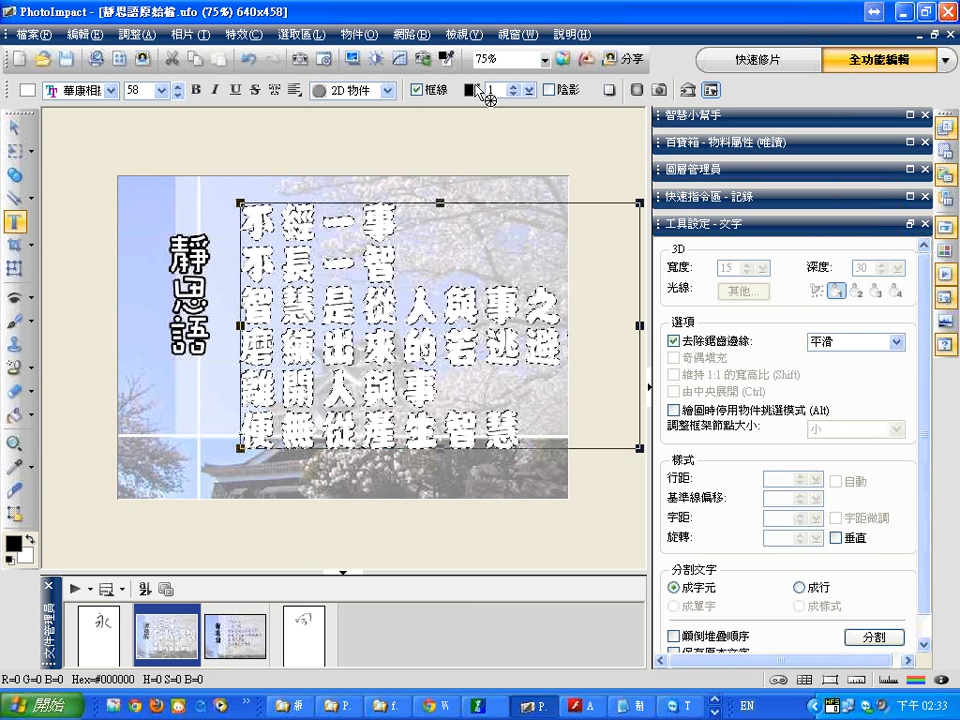 PhotoImpact - [靜思語原始檔.ufo (75%) 640x458]
檔案(F) 編輯(E) 調整(A) 相片(I) 特效(C) 選取區(L) 物件(O) 網路(B) 檢視(V) 視窗(W) 說明(H)
75% 分享 快速修片 全功能編輯
康華相 58 B I U S 2D 物件 框線 1 陰影
智慧小幫手
百寶箱 - 物料屬性 (唯讀)
圖層管理員
快速指令區 - 記錄
工具設定 - 文字
3D
寬度: 15 深度: 30
光線: 其他... 1 2 3 4
選項
去除鋸齒邊緣: 平滑
奇偶填充
維持 1:1 的寬高比 (Shift)
由中央展開 (Ctrl)
繪圖時停用物件挑選模式 (Alt)
調整框架節點大小: 小
樣式
行距: 自動
基準線偏移:
字距: 字距微調
旋轉: 垂直
分割文字
成字元 成行
成單字 成樣式
顛倒堆疊順序 分割
保存原本文字
靜思語
不經一事
不長一智
智慧是從人與事之
磨練出來的若逃避
離開人與事
便無從產生智慧
文件管理員
永
R=0 G=0 B=0 Hex=#000000 H=0 S=0 B=0
開始 P. f. W P. A T EN 下午 02:33